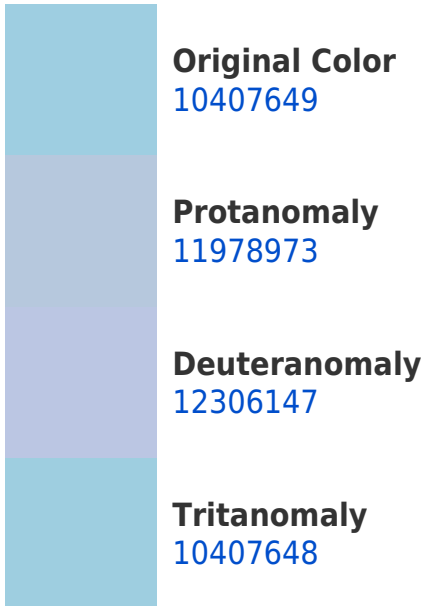 Original Color
10407649
Protanomaly
11978973
Deuteranomaly
12306147
Tritanomaly
10407648